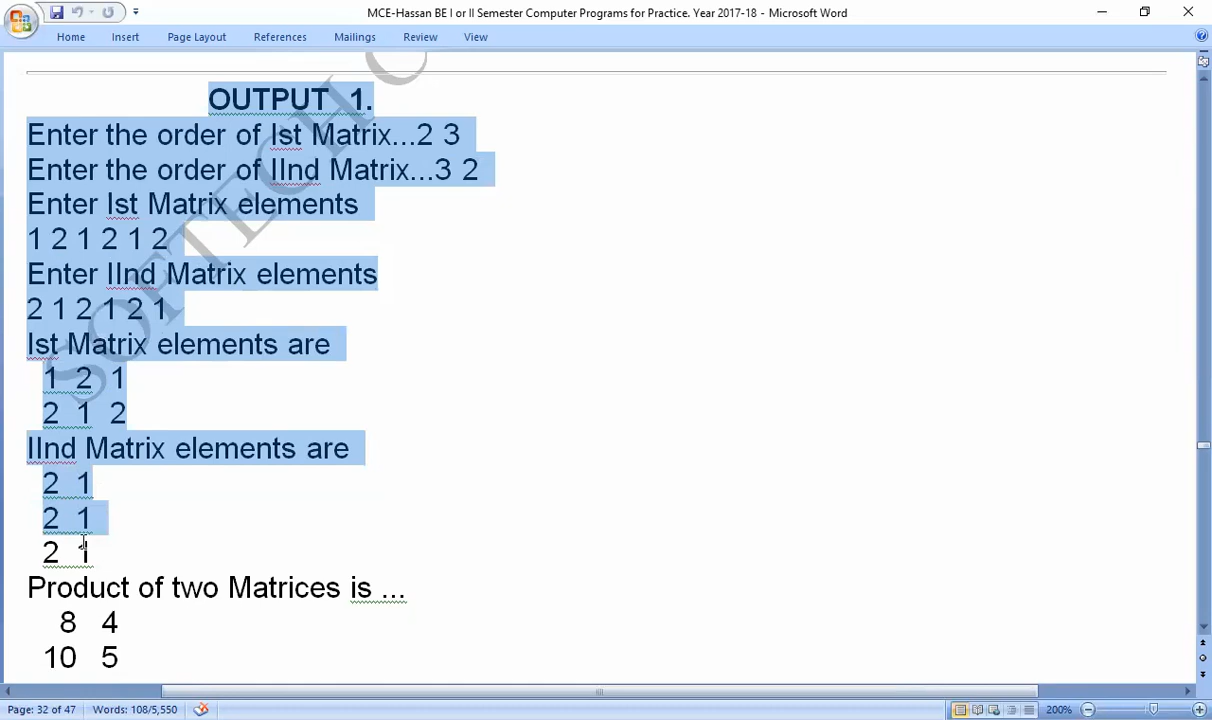 MCE-Hassan BE I or II Semester Computer Programs for Practice. Year 2017-18 - Microsoft Word
Home Insert Page Layout References Mailings Review View
SOFTECH C
OUTPUT 1.
Enter the order of Ist Matrix...2 3
Enter the order of IInd Matrix...3 2
Enter Ist Matrix elements
1 2 1 2 1 2
Enter IInd Matrix elements
2 1 2 1 2 1
Ist Matrix elements are
1 2 1
2 1 2
IInd Matrix elements are
2 1
2 1
2 1
Product of two Matrices is ...
8 4
10 5
Page: 32 of 47 Words: 108/5,550 200%